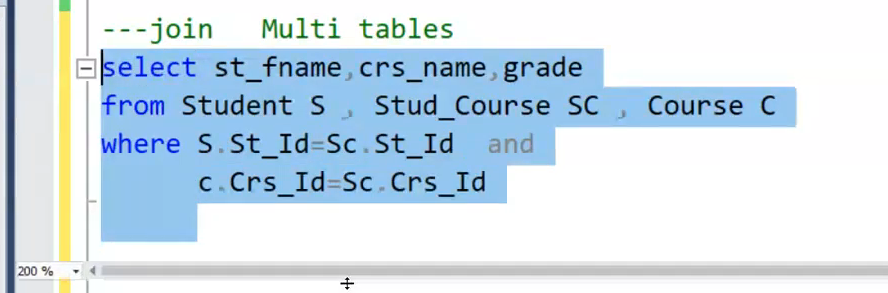 ---join   Multi tables
select st_fname,crs_name,grade
from Student S , Stud_Course SC , Course C
where S.St_Id=Sc.St_Id  and
      c.Crs_Id=Sc.Crs_Id
200 %